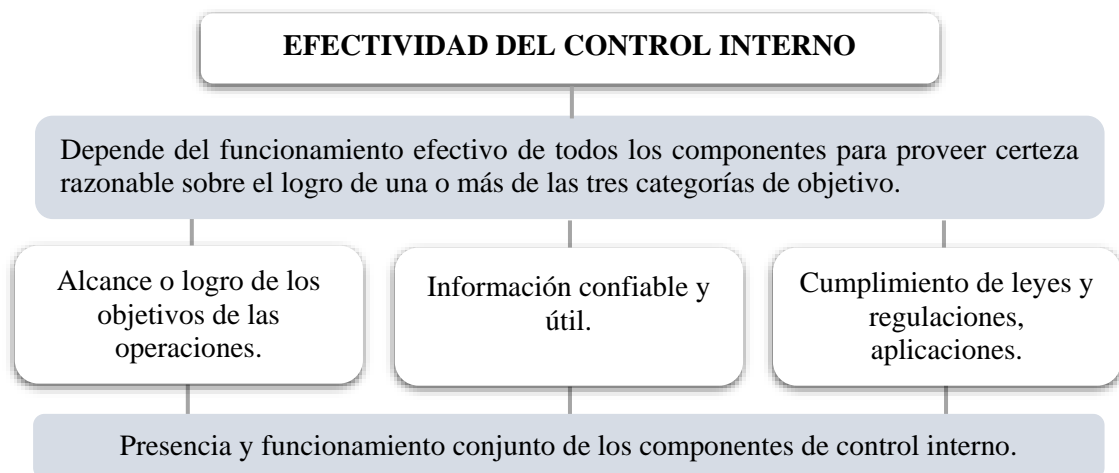 EFECTIVIDAD DEL CONTROL INTERNO
Depende del funcionamiento efectivo de todos los componentes para proveer certeza
razonable sobre el logro de una o más de las tres categorías de objetivo.
Alcance o logro de los
objetivos de las
operaciones.
Información confiable y
útil.
Cumplimiento de leyes y
regulaciones,
aplicaciones.
Presencia y funcionamiento conjunto de los componentes de control interno.